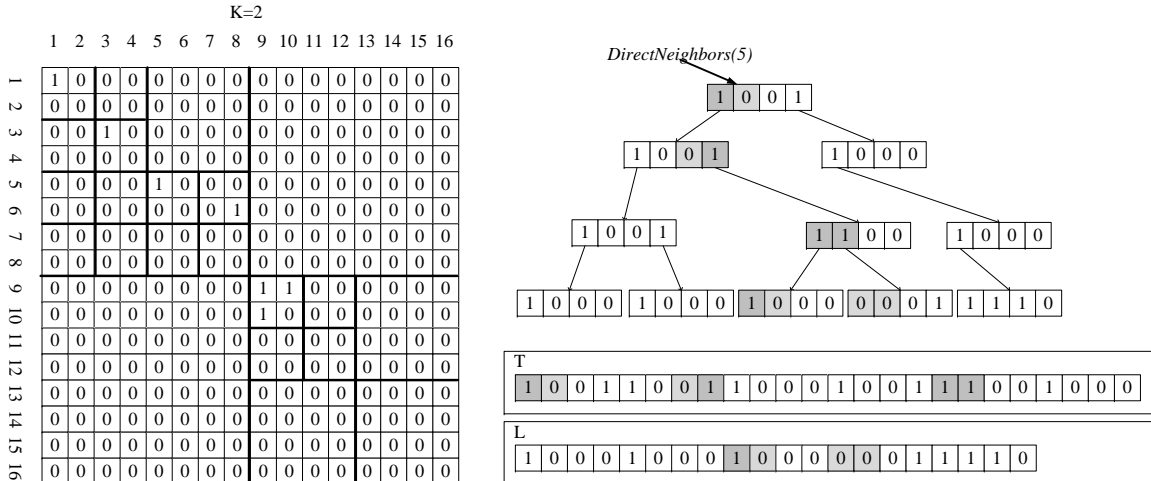 K=2
1 2 3 4 5 6 7 8 9 10 11 12 13 14 15 16
1 1 0 0 0 0 0 0 0 0 0 0 0 0 0 0 0
2 0 0 0 0 0 0 0 0 0 0 0 0 0 0 0 0
3 0 0 1 0 0 0 0 0 0 0 0 0 0 0 0 0
4 0 0 0 0 0 0 0 0 0 0 0 0 0 0 0 0
5 0 0 0 0 1 0 0 0 0 0 0 0 0 0 0 0
6 0 0 0 0 0 0 0 1 0 0 0 0 0 0 0 0
7 0 0 0 0 0 0 0 0 0 0 0 0 0 0 0 0
8 0 0 0 0 0 0 0 0 0 0 0 0 0 0 0 0
9 0 0 0 0 0 0 0 0 1 1 0 0 0 0 0 0
10 0 0 0 0 0 0 0 0 1 0 0 0 0 0 0 0
11 0 0 0 0 0 0 0 0 0 0 0 0 0 0 0 0
12 0 0 0 0 0 0 0 0 0 0 0 0 0 0 0 0
13 0 0 0 0 0 0 0 0 0 0 0 0 0 0 0 0
14 0 0 0 0 0 0 0 0 0 0 0 0 0 0 0 0
15 0 0 0 0 0 0 0 0 0 0 0 0 0 0 0 0
16 0 0 0 0 0 0 0 0 0 0 0 0 0 0 0 0
DirectNeighbors(5)
1 0 0 1
1 0 0 1 1 0 0 0
1 0 0 1 1 1 0 0 1 0 0 0
1 0 0 0 1 0 0 0 1 0 0 0 0 0 0 1 1 1 1 0
T
1 0 0 1 1 0 0 1 1 0 0 0 1 0 0 1 1 1 0 0 1 0 0 0
L
1 0 0 0 1 0 0 0 1 0 0 0 0 0 0 1 1 1 1 0